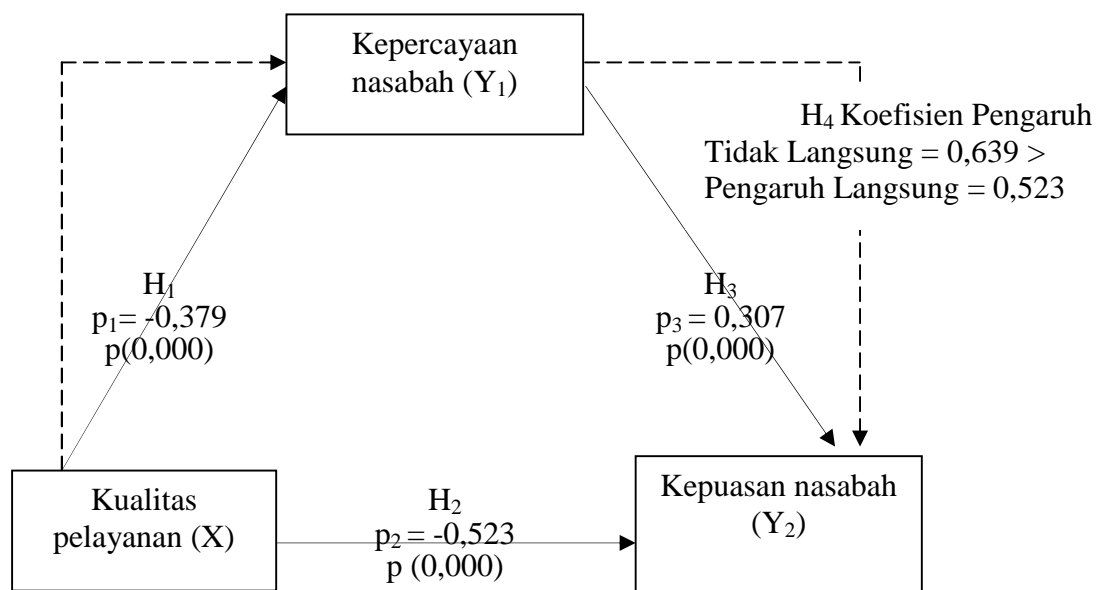 Kepercayaan
nasabah (Y₁)
H₄ Koefisien Pengaruh
Tidak Langsung = 0,639 >
Pengaruh Langsung = 0,523
H₁
p₁= -0,379
p(0,000)
H₃
p₃ = 0,307
p(0,000)
Kualitas
pelayanan (X)
H₂
p₂ = -0,523
p (0,000)
Kepuasan nasabah
(Y₂)